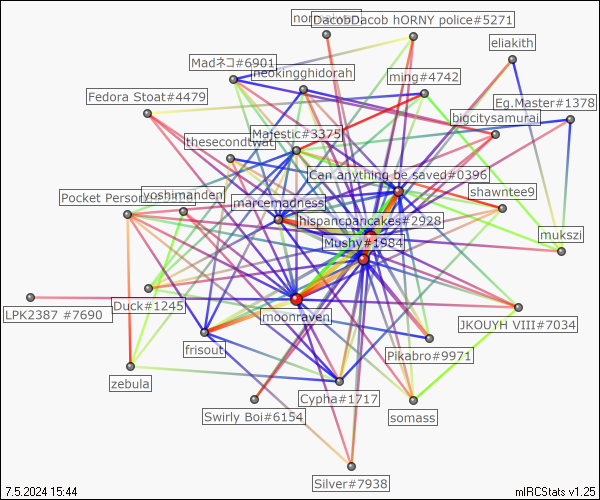 DacobDacob hORNY police#5271
eliakith
Madネコ#6901
neokingghidorah
ming#4742
Fedora Stoat#4479
Eg.Master#1378
bigcitysamurai
Majestic#3375
thesecondtwat
Can anything be saved#0396
yoshimanden
shawntee9
Pocket
marcemadness
hispancpancakes#2928
Mushy#1984
mukszi
Duck#1245
LPK2387 #7690
moonraven
JKOUYH VIII#7034
frisout
Pikabro#9971
zebula
Cypha#1717
Swirly Boi#6154
somass
Silver#7938
7.5.2024 15:44
mIRCStats v1.25